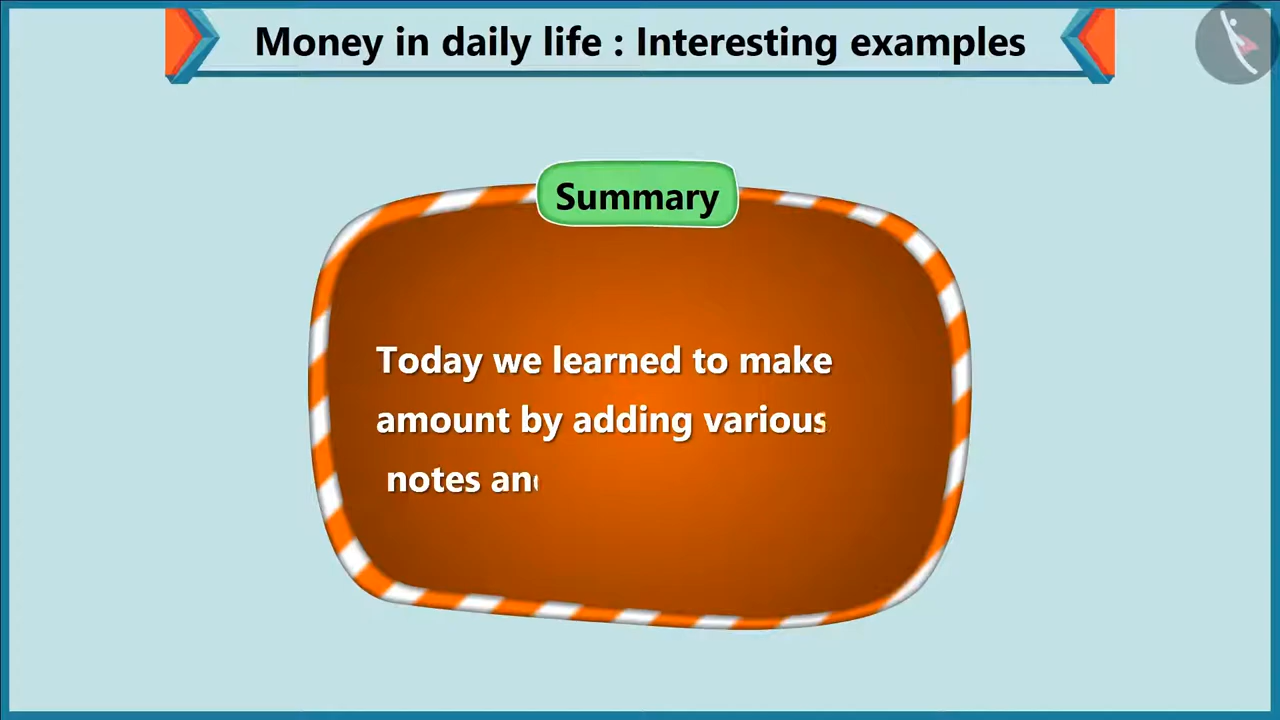 Money in daily life : Interesting examples
Summary
Today we learned to make
amount by adding various
notes